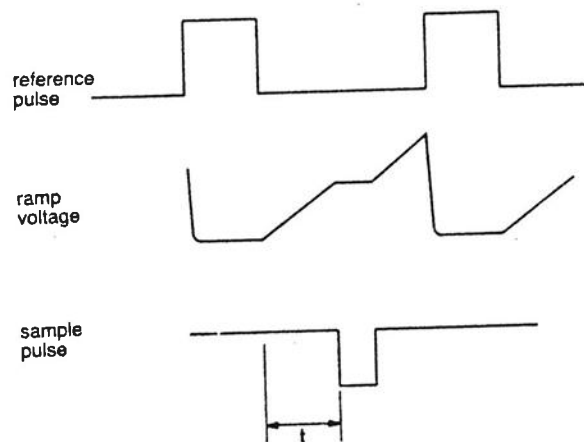 reference
pulse
ramp
voltage
sample
pulse
t